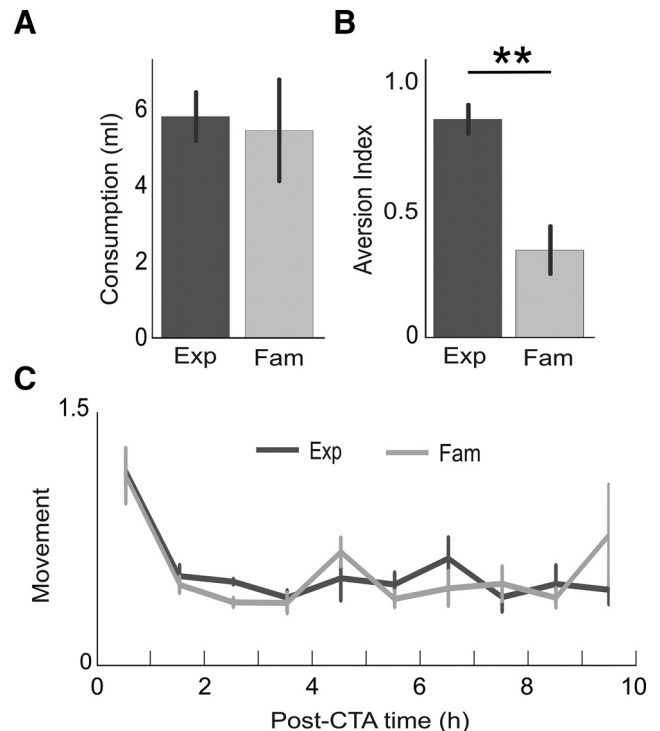 A
B
Consumption (ml)
6
4
2
0
Exp
Fam
**
Aversion Index
1.0
0.5
0
Exp
Fam
C
1.5
Exp
Fam
Movement
0
0
2
4
6
8
10
Post-CTA time (h)